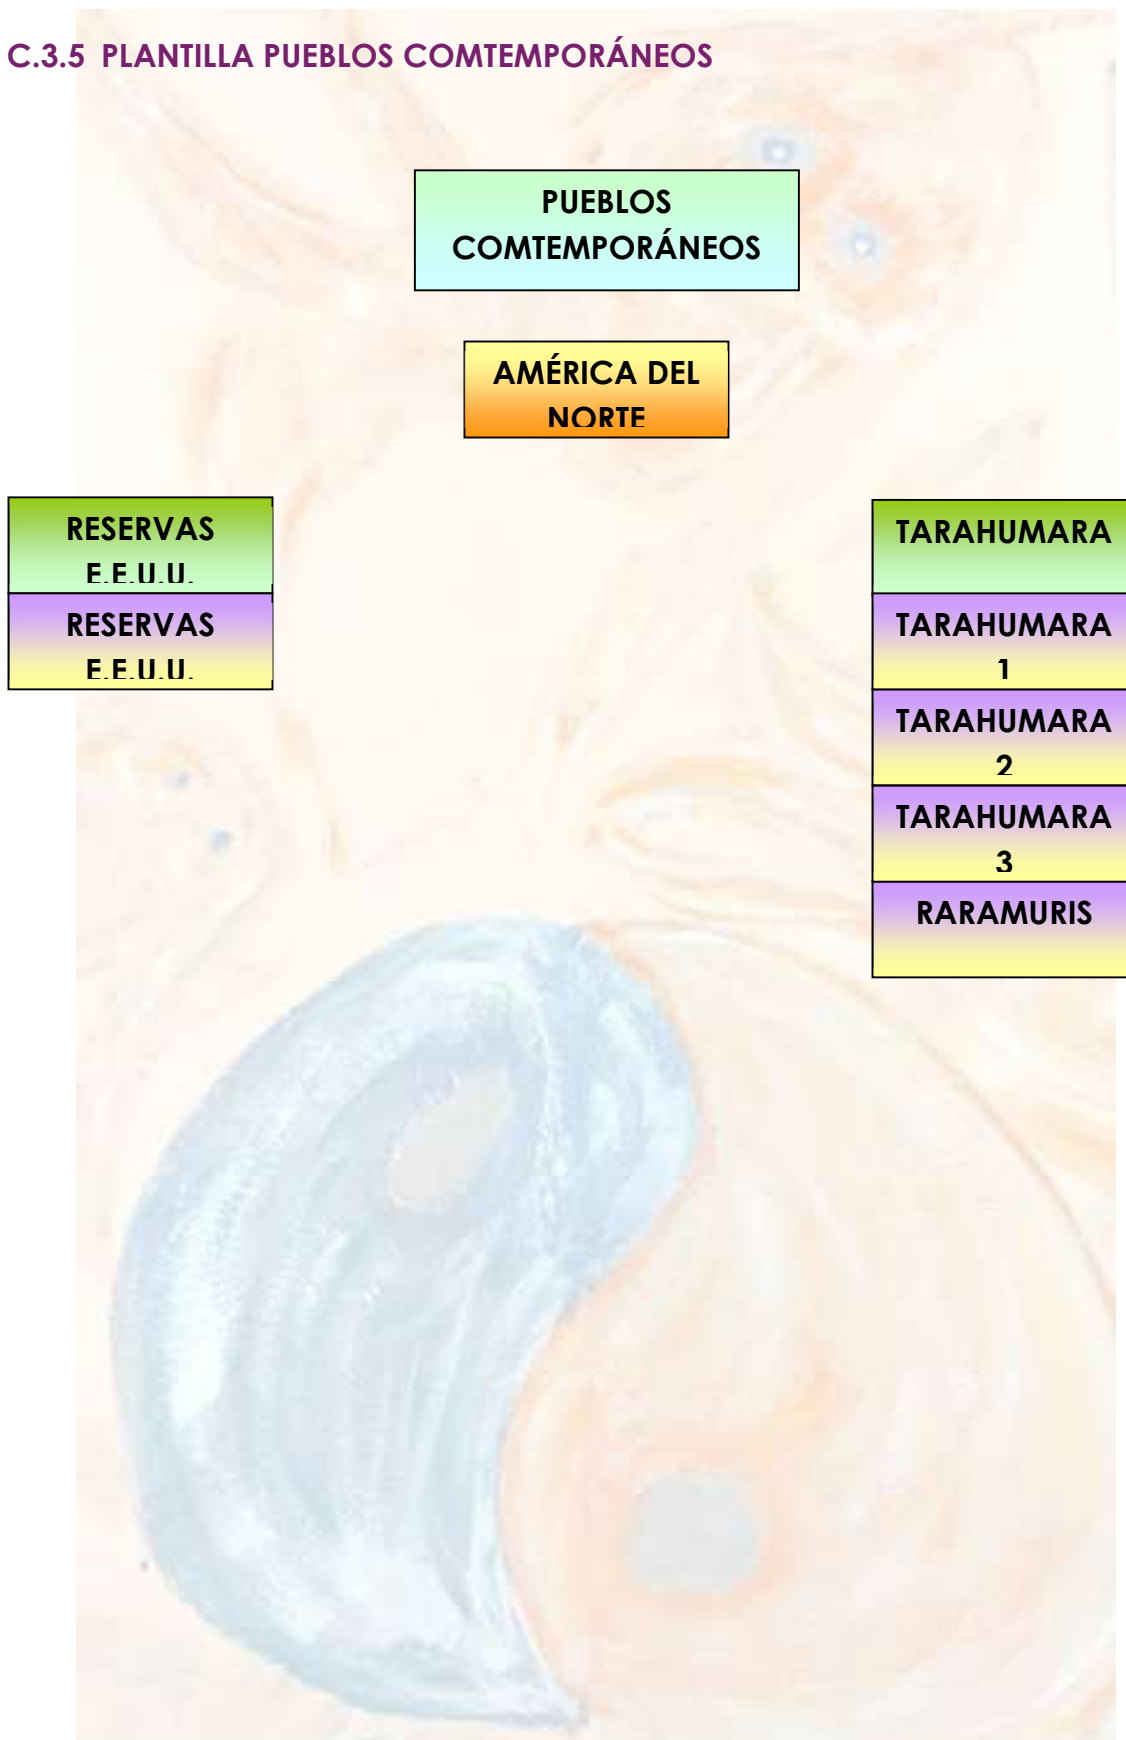 C.3.5 PLANTILLA PUEBLOS COMTEMPORÁNEOS
PUEBLOS
COMTEMPORÁNEOS
AMÉRICA DEL
NORTE
RESERVAS
E.E.U.U.
RESERVAS
E.E.U.U.
TARAHUMARA
TARAHUMARA
1
TARAHUMARA
2
TARAHUMARA
3
RARAMURIS